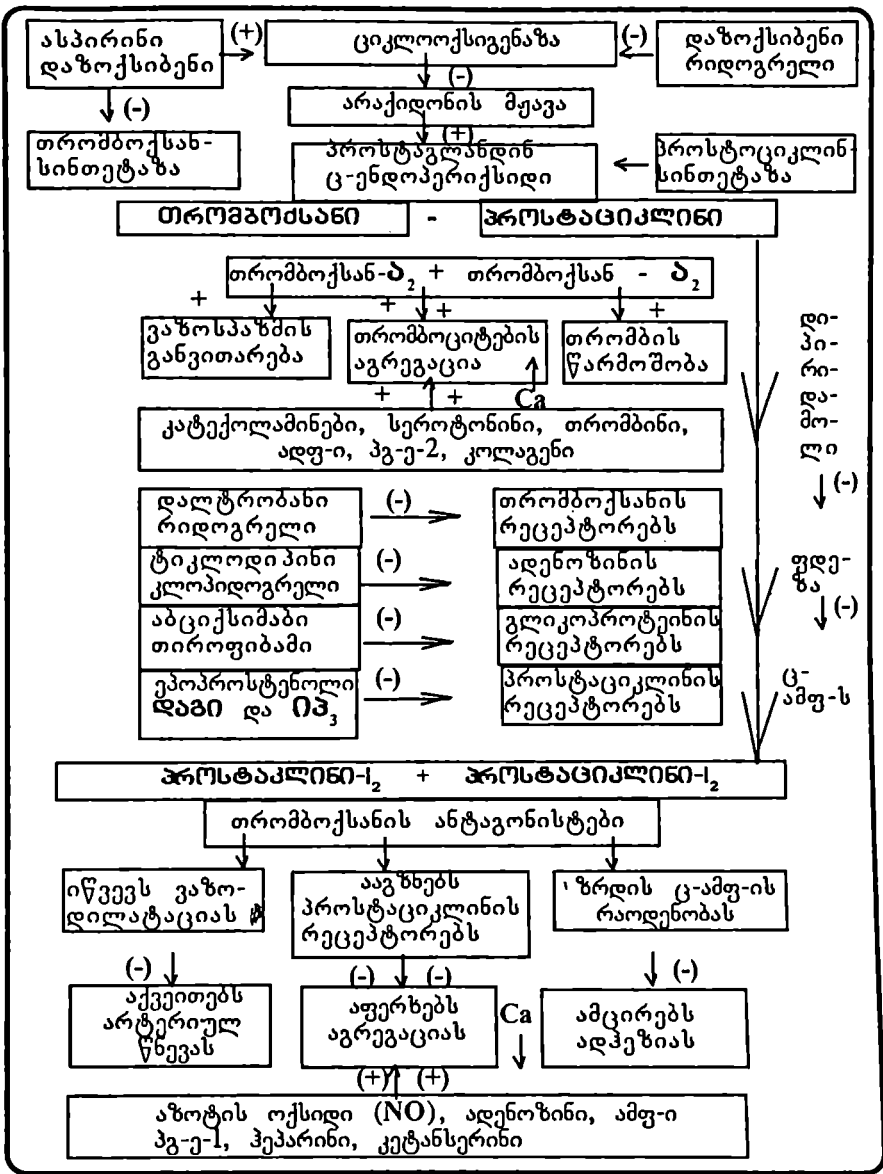 ასპირინი
დაზოქსიბენი
(+)
ციკლოოქსიგენაზა
(-)
დაზოქსიბენი
რიდოგრელი
(-)
(-)
არაქიდონის მჟავა
(+)
თრომბოქსან-
სინთეტაზა
პროსტაგლანდინ
ც-ენდოპერიქსიდი
პროსტოციკლინ-
სინთეტაზა
თრომბოქსანი - პროსტაციკლინი
თრომბოქსან-ა₂ + თრომბოქსან - ა₂
+ + + +
ვაზოსპაზმის
განვითარება
თრომბოციტების
აგრეგაცია
თრომბის
წარმოშობა
+ + Ca
კატექოლამინები, სეროტონინი, თრომბინი,
ადფ-ი, პგ-ე-2, კოლაგენი
დი-
პი-
რი-
და-
მო-
ლი
(-)
დალტრობანი
რიდოგრელი
(-)
თრომბოქსანის
რეცეპტორებს
ტიკლოდიპინი
კლოპიდოგრელი
(-)
ადენოზინის
რეცეპტორებს
ფდე-
ზა
(-)
აბციქსიმაბი
თიროფიბამი
(-)
გლიკოპროტეინის
რეცეპტორებს
ეპოპროსტენოლი
დაგი და იპ₃
(-)
პროსტაციკლინის
რეცეპტორებს
ც-
ამფ-ს
პროსტაკლინი-I₂ + პროსტაციკლინი-I₂
თრომბოქსანის ანტაგონისტები
იწვევს ვაზო-
დილატაციას
ააგზნებს
პროსტაციკლინის
რეცეპტორებს
ზრდის ც-ამფ-ის
რაოდენობას
(-)
(-) (-)
(-)
აქვეითებს
არტერიულ
წნევას
აფერხებს
აგრეგაციას
Ca
ამცირებს
ადჰეზიას
(+) (+)
აზოტის ოქსიდი (NO), ადენოზინი, ამფ-ი
პგ-ე-1, ჰეპარინი, კეტანსერინი